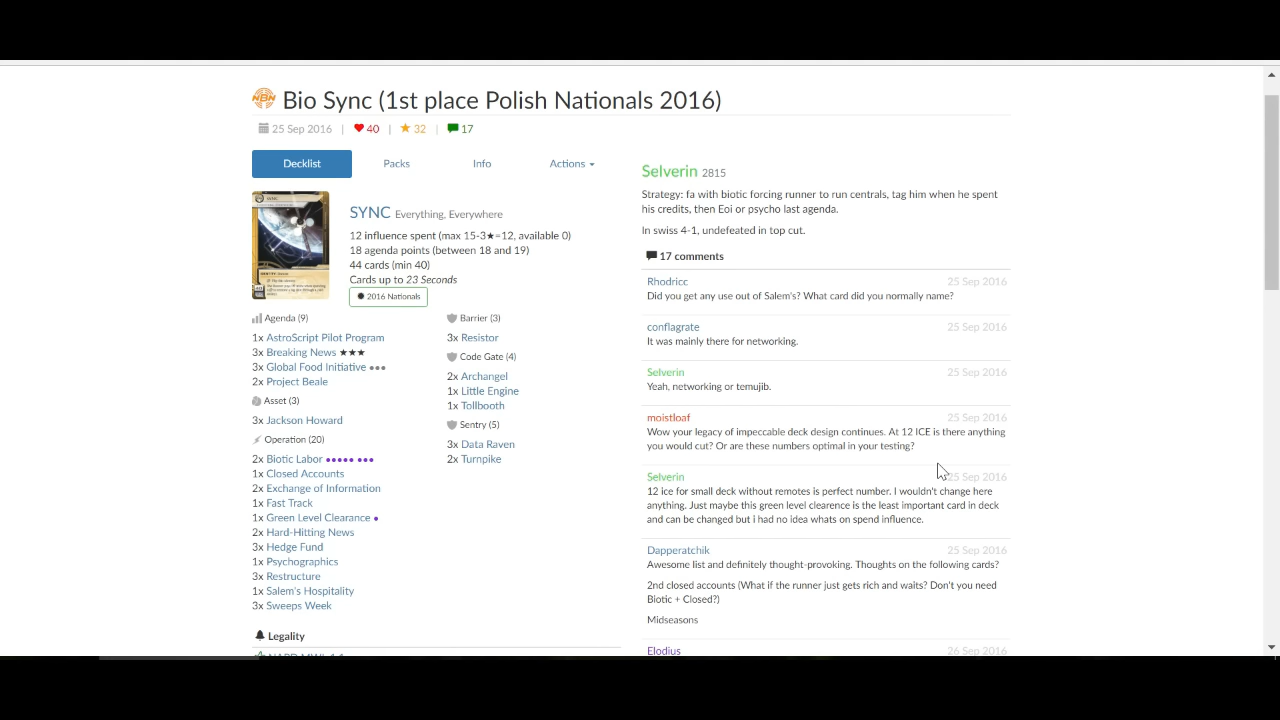 NBN Bio Sync (1st place Polish Nationals 2016)
25 Sep 2016 | 40 | 32 | 17
Decklist Packs Info Actions
SYNC Everything, Everywhere
12 influence spent (max 15-3★=12, available 0)
18 agenda points (between 18 and 19)
44 cards (min 40)
Cards up to 23 Seconds
2016 Nationals
Agenda (9)
1x AstroScript Pilot Program
3x Breaking News ★★★
3x Global Food Initiative ●●●
2x Project Beale
Asset (3)
3x Jackson Howard
Operation (20)
2x Biotic Labor ●●●●● ●●●
1x Closed Accounts
2x Exchange of Information
1x Fast Track
1x Green Level Clearance ●
2x Hard-Hitting News
3x Hedge Fund
1x Psychographics
3x Restructure
1x Salem's Hospitality
3x Sweeps Week
Barrier (3)
3x Resistor
Code Gate (4)
2x Archangel
1x Little Engine
1x Tollbooth
Sentry (5)
3x Data Raven
2x Turnpike
Legality
Selverin 2815
Strategy: fa with biotic forcing runner to run centrals, tag him when he spent
his credits, then Eoi or psycho last agenda.
In swiss 4-1, undefeated in top cut.
17 comments
Rhodricc 25 Sep 2016
Did you get any use out of Salem's? What card did you normally name?
conflagrate 25 Sep 2016
It was mainly there for networking.
Selverin 25 Sep 2016
Yeah, networking or temujib.
moistloaf 25 Sep 2016
Wow your legacy of impeccable deck design continues. At 12 ICE is there anything
you would cut? Or are these numbers optimal in your testing?
Selverin 25 Sep 2016
12 ice for small deck without remotes is perfect number. I wouldn't change here
anything. Just maybe this green level clearence is the least important card in deck
and can be changed but i had no idea whats on spend influence.
Dapperatchik 25 Sep 2016
Awesome list and definitely thought-provoking. Thoughts on the following cards?
2nd closed accounts (What if the runner just gets rich and waits? Don't you need
Biotic + Closed?)
Midseasons
Elodius 26 Sep 2016